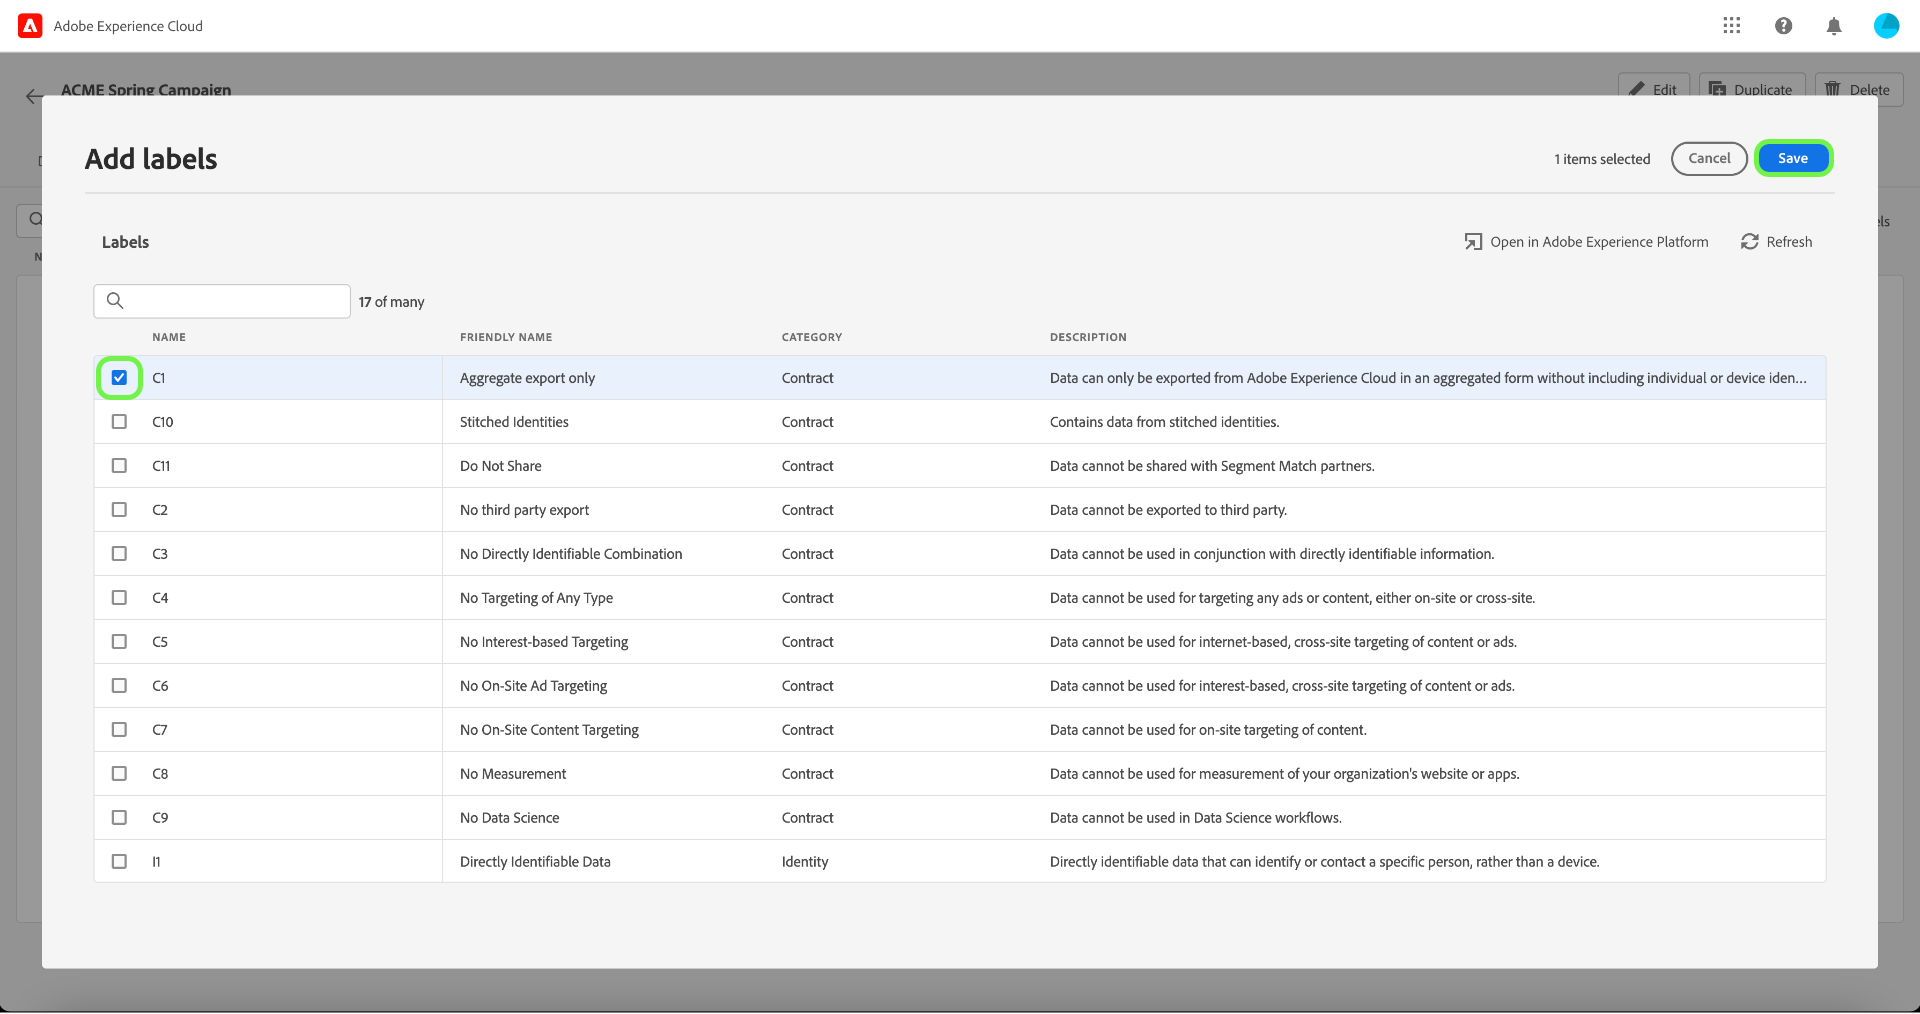 Adobe Experience Cloud
ACME Spring Campaign
Edit
Duplicate
Delete
Add labels
1 items selected
Cancel
Save
Labels
Open in Adobe Experience Platform
Refresh
17 of many
NAME FRIENDLY NAME CATEGORY DESCRIPTION
C1 Aggregate export only Contract Data can only be exported from Adobe Experience Cloud in an aggregated form without including individual or device iden...
C10 Stitched Identities Contract Contains data from stitched identities.
C11 Do Not Share Contract Data cannot be shared with Segment Match partners.
C2 No third party export Contract Data cannot be exported to third party.
C3 No Directly Identifiable Combination Contract Data cannot be used in conjunction with directly identifiable information.
C4 No Targeting of Any Type Contract Data cannot be used for targeting any ads or content, either on-site or cross-site.
C5 No Interest-based Targeting Contract Data cannot be used for internet-based, cross-site targeting of content or ads.
C6 No On-Site Ad Targeting Contract Data cannot be used for interest-based, cross-site targeting of content or ads.
C7 No On-Site Content Targeting Contract Data cannot be used for on-site targeting of content.
C8 No Measurement Contract Data cannot be used for measurement of your organization's website or apps.
C9 No Data Science Contract Data cannot be used in Data Science workflows.
I1 Directly Identifiable Data Identity Directly identifiable data that can identify or contact a specific person, rather than a device.